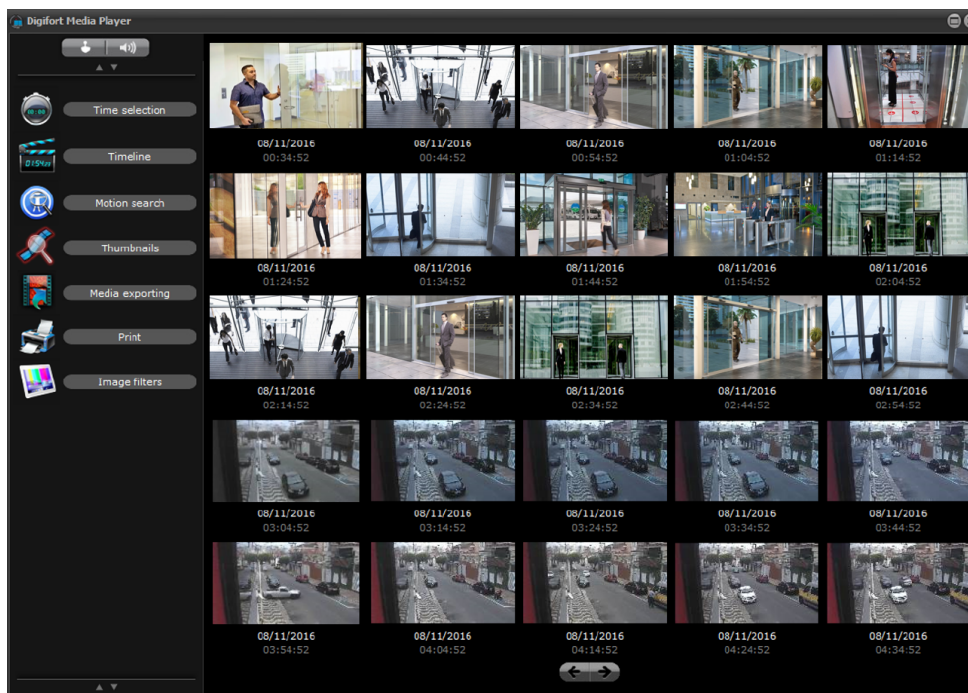 Digifort Media Player
Time selection
Timeline
Motion search
Thumbnails
Media exporting
Print
Image filters
08/11/2016 08/11/2016 08/11/2016 08/11/2016 08/11/2016
00:34:52 00:44:52 00:54:52 01:04:52 01:14:52
08/11/2016 08/11/2016 08/11/2016 08/11/2016 08/11/2016
01:24:52 01:34:52 01:44:52 01:54:52 02:04:52
08/11/2016 08/11/2016 08/11/2016 08/11/2016 08/11/2016
02:14:52 02:24:52 02:34:52 02:44:52 02:54:52
08/11/2016 08/11/2016 08/11/2016 08/11/2016 08/11/2016
03:04:52 03:14:52 03:24:52 03:34:52 03:44:52
08/11/2016 08/11/2016 08/11/2016 08/11/2016 08/11/2016
03:54:52 04:04:52 04:14:52 04:24:52 04:34:52